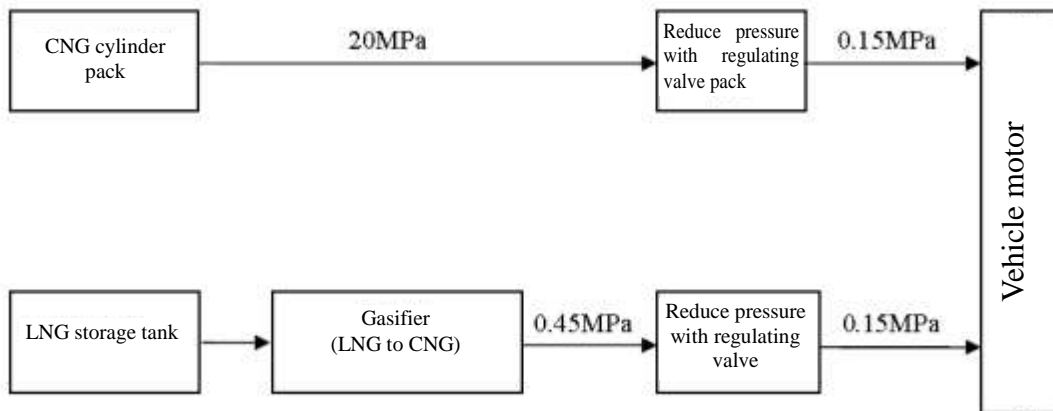 CNG cylinder
pack
20MPa
Reduce pressure
with regulating
valve pack
0.15MPa
Vehicle motor
LNG storage tank
Gasifier
(LNG to CNG)
0.45MPa
Reduce pressure
with regulating
valve
0.15MPa